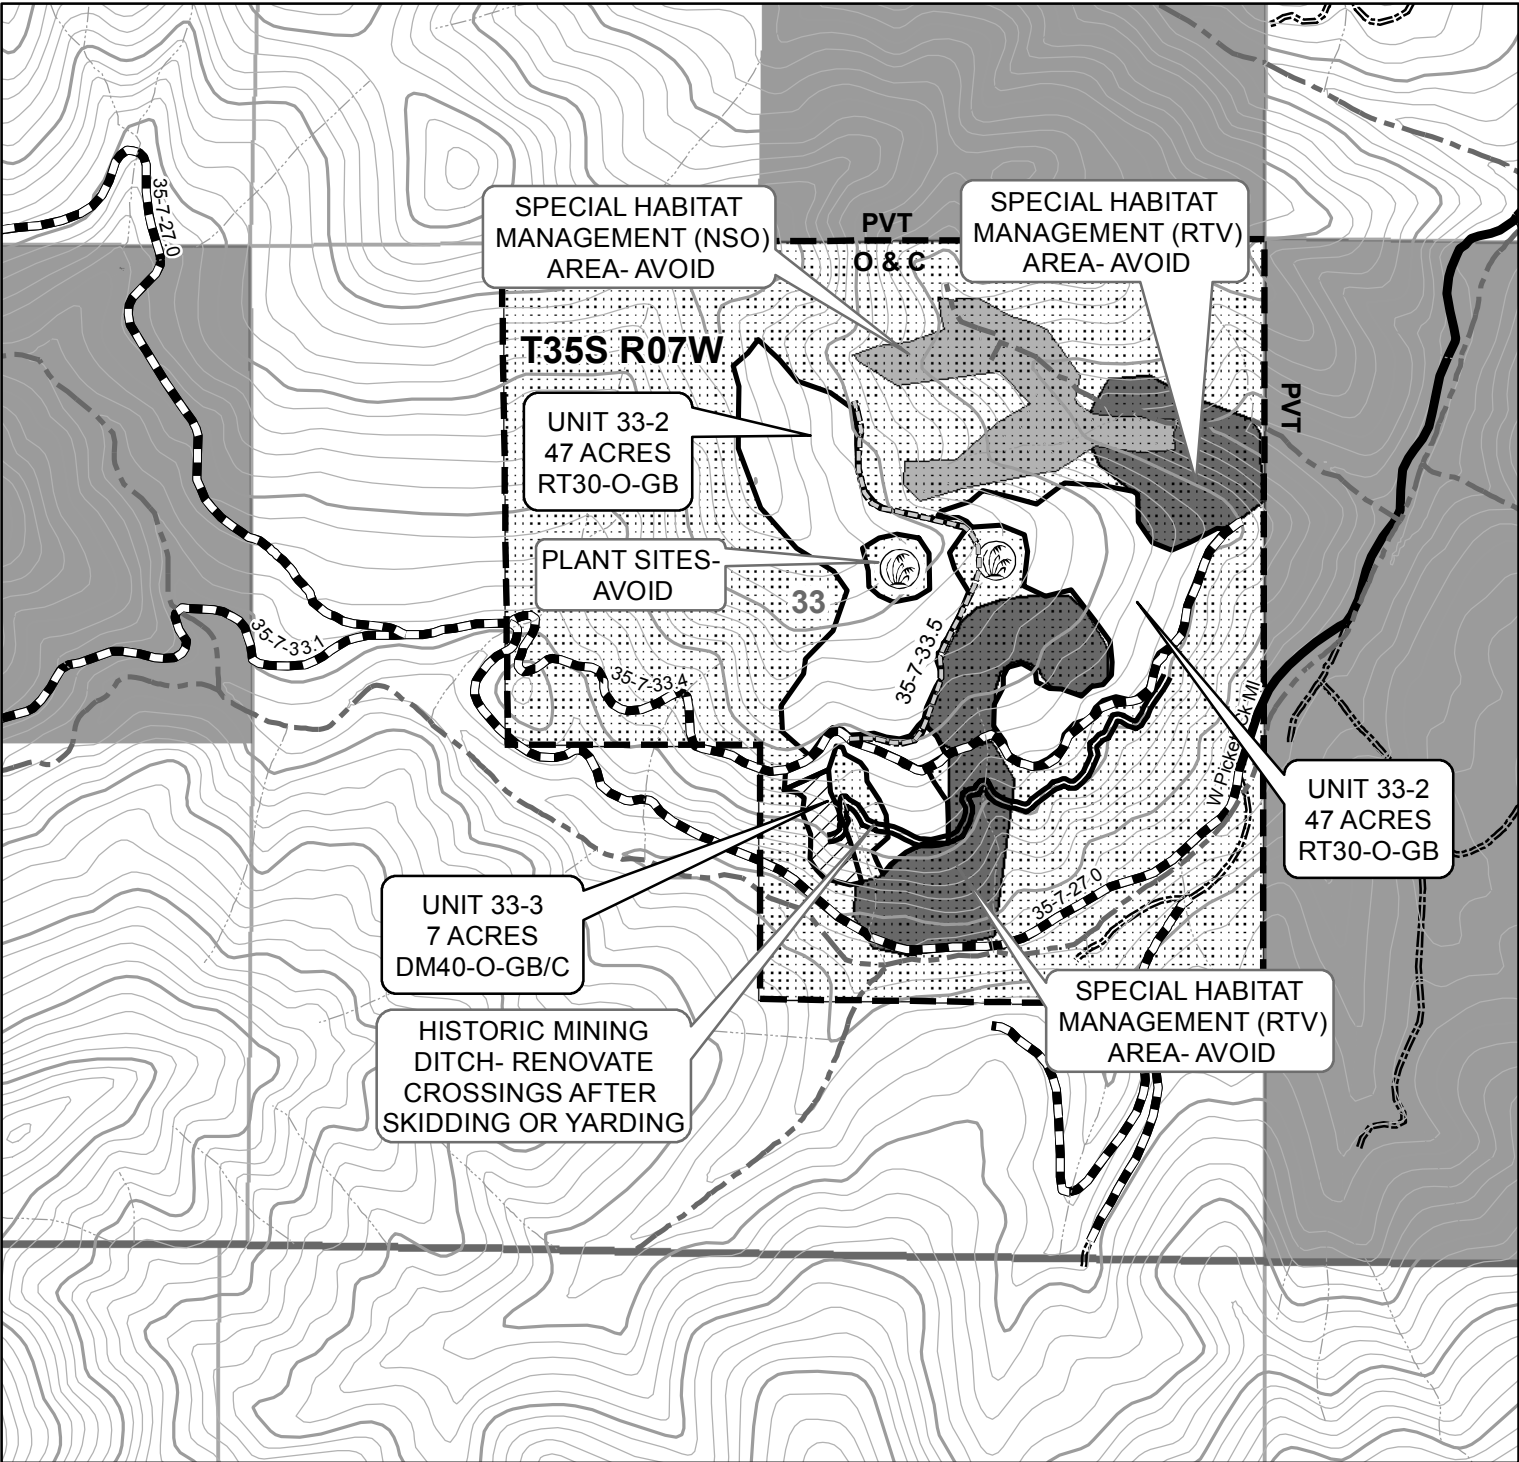 35-7-27.0
SPECIAL HABITAT
MANAGEMENT (NSO)
AREA- AVOID
PVT
O & C
SPECIAL HABITAT
MANAGEMENT (RTV)
AREA- AVOID
T35S R07W
PVT
UNIT 33-2
47 ACRES
RT30-O-GB
PLANT SITES-
AVOID
33
35-7-33.1
35-7-33.4
35-7-33.5
UNIT 33-2
47 ACRES
RT30-O-GB
UNIT 33-3
7 ACRES
DM40-O-GB/C
35-7-27.0
SPECIAL HABITAT
MANAGEMENT (RTV)
AREA- AVOID
HISTORIC MINING
DITCH- RENOVATE
CROSSINGS AFTER
SKIDDING OR YARDING